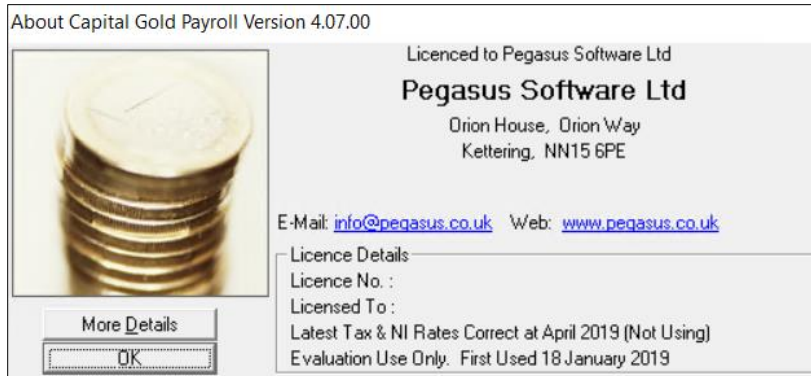 About Capital Gold Payroll Version 4.07.00
Licenced to Pegasus Software Ltd
Pegasus Software Ltd
Orion House, Orion Way
Kettering, NN15 6PE
E-Mail: info@pegasus.co.uk Web: www.pegasus.co.uk
Licence Details
Licence No. :
Licensed To :
Latest Tax & NI Rates Correct at April 2019 (Not Using)
Evaluation Use Only. First Used 18 January 2019
More Details
OK